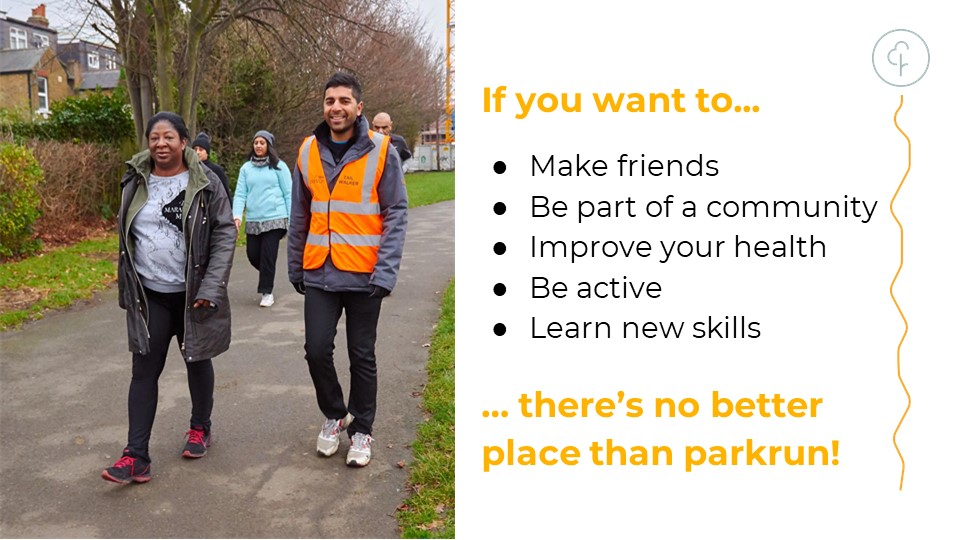 TAIL
WALKER
MARA
M
If you want to...
● Make friends
● Be part of a community
● Improve your health
● Be active
● Learn new skills
... there's no better
place than parkrun!